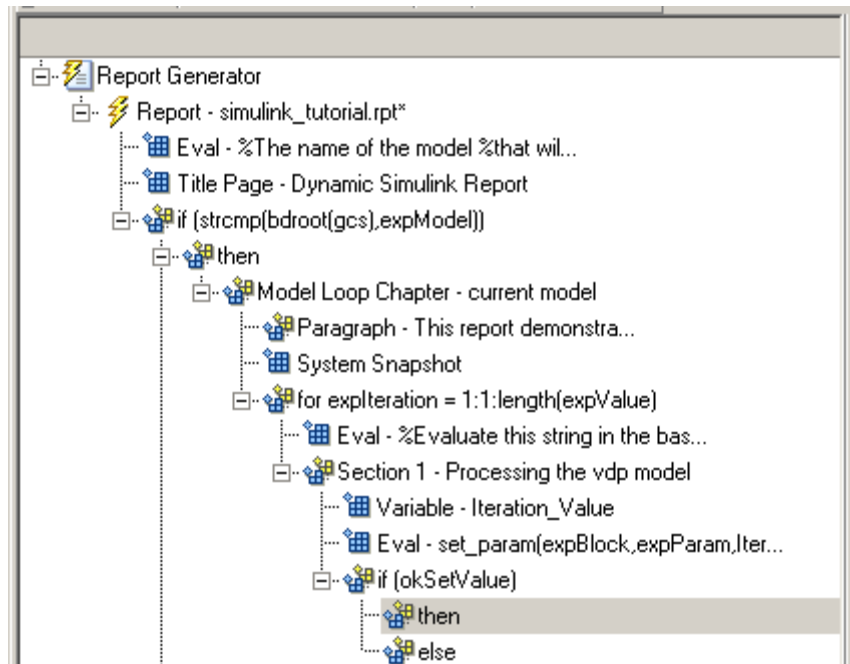 Report Generator
Report - simulink_tutorial.rpt*
Eval - %The name of the model %that wil...
Title Page - Dynamic Simulink Report
if (strcmp(bdroot(gcs),expModel))
then
Model Loop Chapter - current model
Paragraph - This report demonstra...
System Snapshot
for expIteration = 1:1:length(expValue)
Eval - %Evaluate this string in the bas...
Section 1 - Processing the vdp model
Variable - Iteration_Value
Eval - set_param(expBlock,expParam,Iter...
if (okSetValue)
then
else